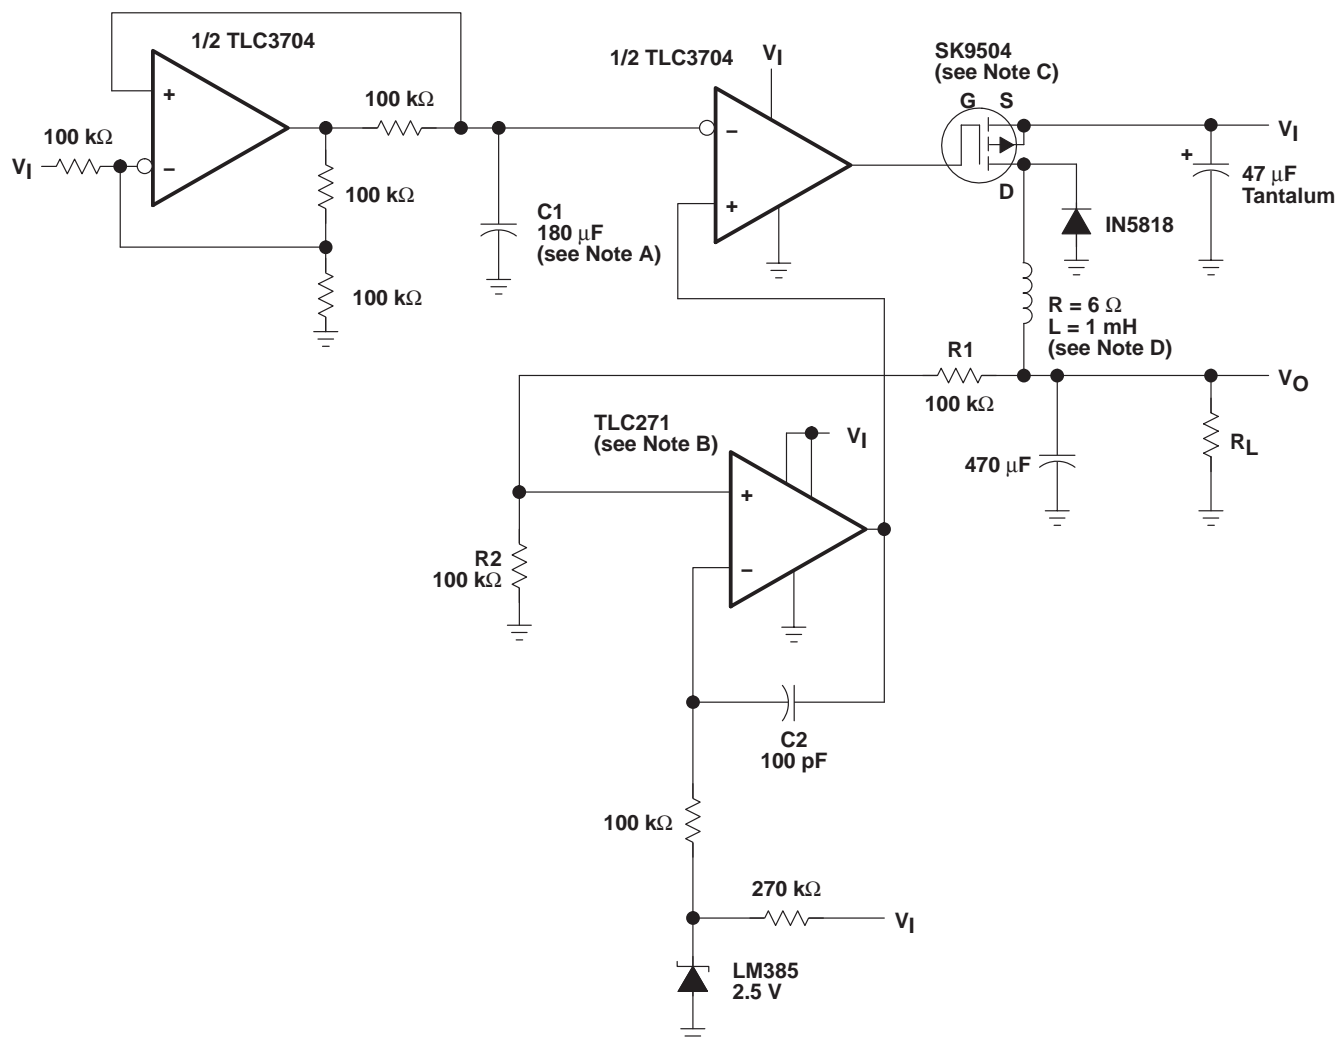 1/2 TLC3704
+
−
100 kΩ
VI
100 kΩ
100 kΩ
100 kΩ
C1
180 µF
(see Note A)
1/2 TLC3704
VI
−
+
SK9504
(see Note C)
G
S
D
VI
+
47 µF
Tantalum
IN5818
R = 6 Ω
L = 1 mH
(see Note D)
R1
100 kΩ
VO
470 µF
RL
TLC271
(see Note B)
VI
+
−
R2
100 kΩ
C2
100 pF
100 kΩ
270 kΩ
VI
LM385
2.5 V